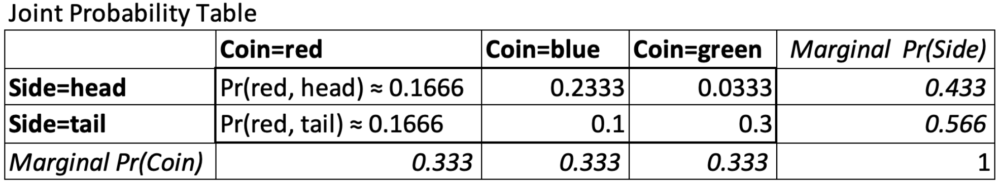 Joint Probability Table
Coin=red Coin=blue Coin=green Marginal Pr(Side)
Side=head Pr(red, head) ≈ 0.1666 0.2333 0.0333 0.433
Side=tail Pr(red, tail) ≈ 0.1666 0.1 0.3 0.566
Marginal Pr(Coin) 0.333 0.333 0.333 1